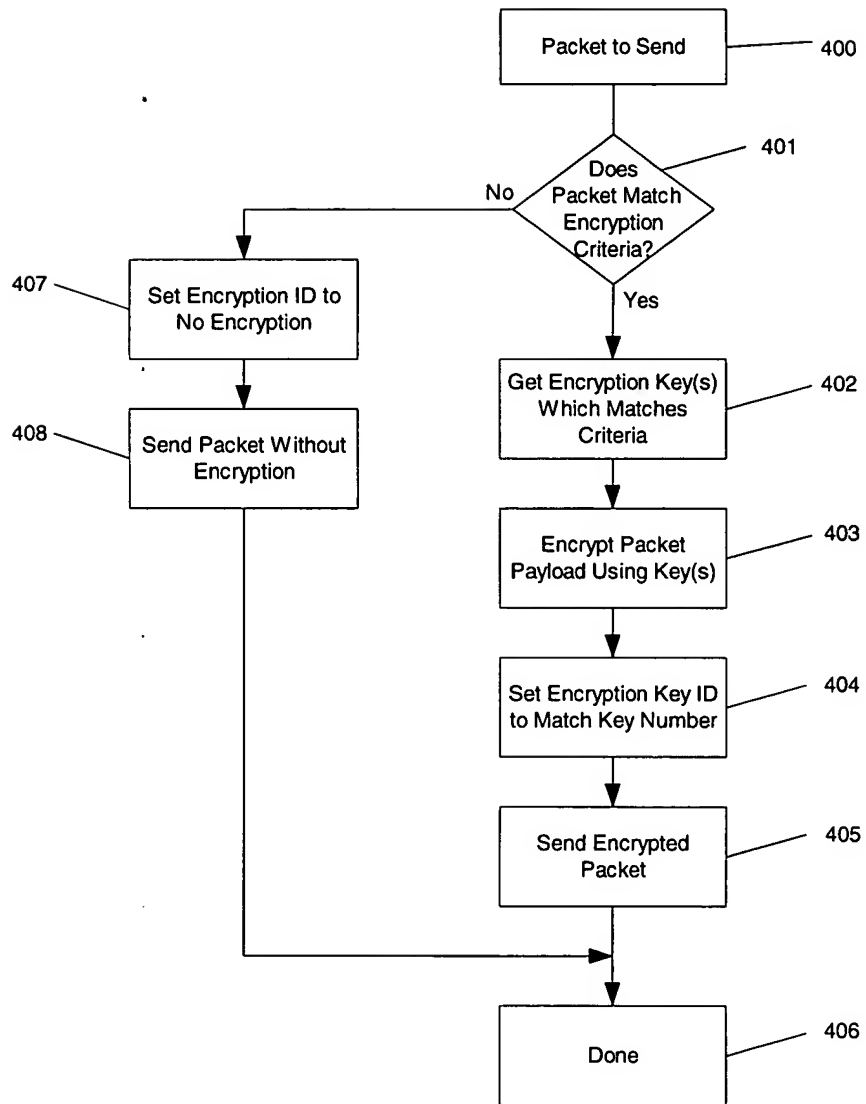 Packet to Send
400
Does
Packet Match
Encryption
Criteria?
401
No
Yes
407
Set Encryption ID to
No Encryption
Get Encryption Key(s)
Which Matches
Criteria
402
408
Send Packet Without
Encryption
Encrypt Packet
Payload Using Key(s)
403
Set Encryption Key ID
to Match Key Number
404
Send Encrypted
Packet
405
Done
406